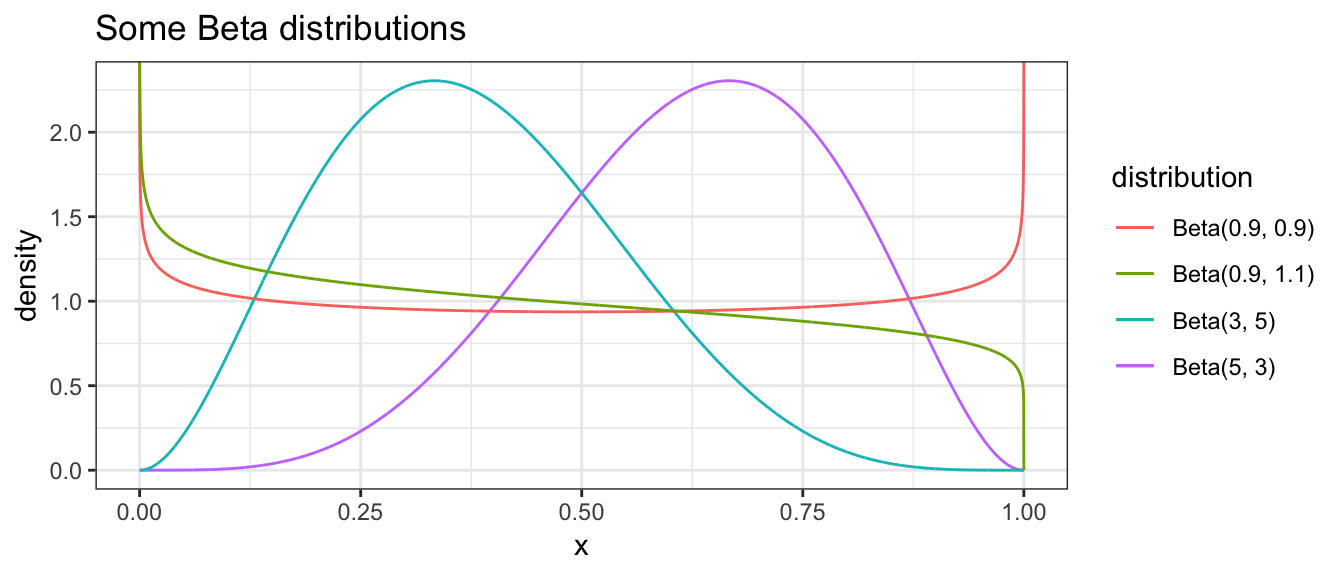 Some Beta distributions
density
2.0
1.5
1.0
0.5
0.0
0.00 0.25 0.50 0.75 1.00
x
distribution
Beta(0.9, 0.9)
Beta(0.9, 1.1)
Beta(3, 5)
Beta(5, 3)